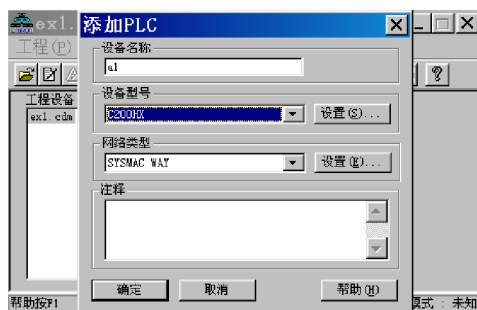 ex1.
添加PLC
工程(P)
设备名称
a1
工程设备
ex1.cdm
设备型号
C200HX
设置(S)...
网络类型
SYSMAC WAY
设置(E)...
注释
确定
取消
帮助(H)
帮助按F1
模式 : 未知